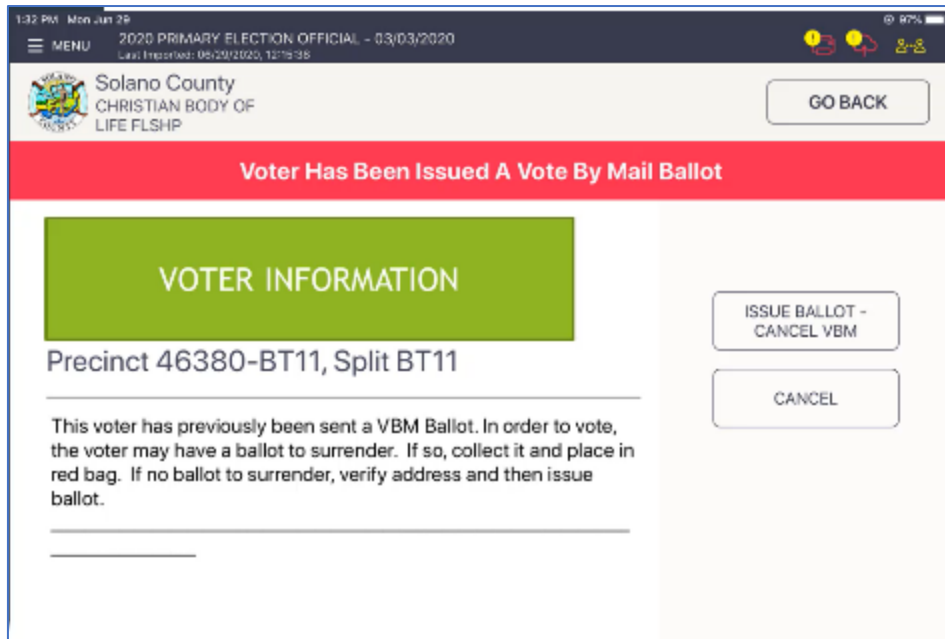 1:32 PM Mon Jun 29
97%
MENU
2020 PRIMARY ELECTION OFFICIAL - 03/03/2020
Last Imported: 06/29/2020, 12:15:38
Solano County
CHRISTIAN BODY OF
LIFE FLSHP
GO BACK
Voter Has Been Issued A Vote By Mail Ballot
VOTER INFORMATION
Precinct 46380-BT11, Split BT11
This voter has previously been sent a VBM Ballot. In order to vote,
the voter may have a ballot to surrender. If so, collect it and place in
red bag. If no ballot to surrender, verify address and then issue
ballot.
ISSUE BALLOT -
CANCEL VBM
CANCEL